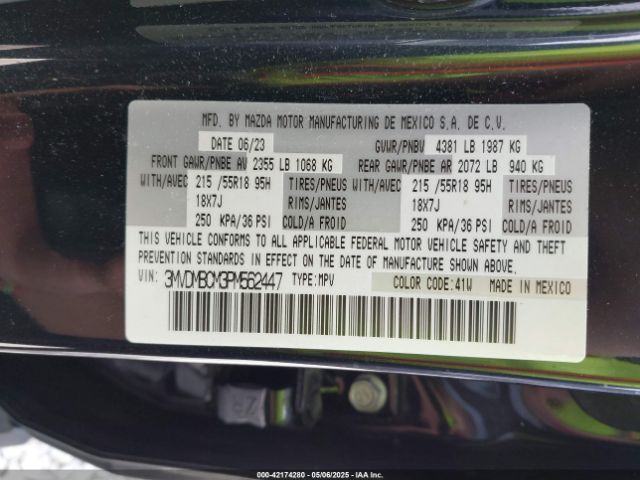 MFD. BY MAZDA MOTOR MANUFACTURING DE MEXICO S.A. DE C.V.
DATE 06/23 GVWR/PNBV 4381 LB 1987 KG
FRONT GAWR/PNBE AV 2355 LB 1068 KG REAR GAWR/PNBE AR 2072 LB 940 KG
WITH/AVEC 215 /55R18 95H TIRES/PNEUS WITH/AVEC 215 /55R18 95H TIRES/PNEUS
18X7J RIMS/JANTES 18X7J RIMS/JANTES
250 KPA/36 PSI COLD/A FROID 250 KPA/36 PSI COLD/A FROID
THIS VEHICLE CONFORMS TO ALL APPLICABLE FEDERAL MOTOR VEHICLE SAFETY AND THEFT
PREVENTION STANDARDS IN EFFECT ON THE DATE OF MANUFACTURE SHOWN ABOVE.
VIN: 3MVDMBCM3PM562447 TYPE:MPV COLOR CODE:41W MADE IN MEXICO
000-42174280 - 05/06/2025 - IAA Inc.